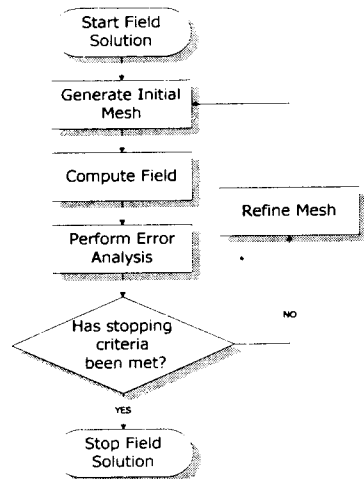 Start Field
Solution
Generate Initial
Mesh
Compute Field
Refine Mesh
Perform Error
Analysis
Has stopping
criteria
been met?
NO
YES
Stop Field
Solution